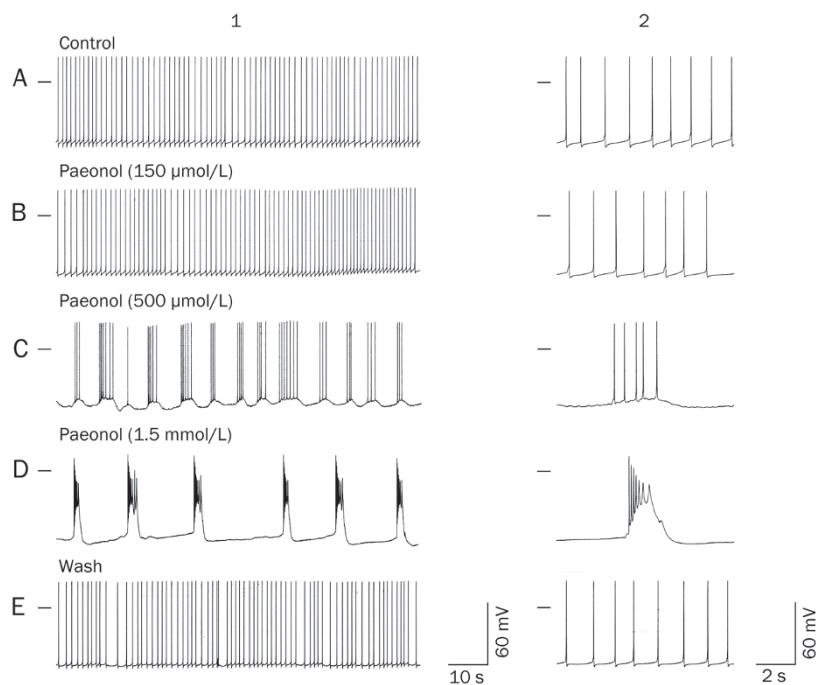 1 2
Control
A
Paeonol (150 µmol/L)
B
Paeonol (500 µmol/L)
C
Paeonol (1.5 mmol/L)
D
Wash
E
60 mV
10 s
60 mV
2 s